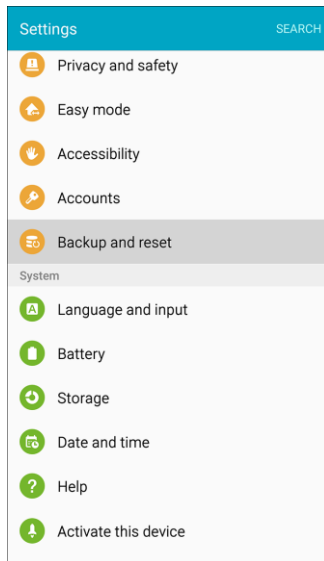 Settings SEARCH
Privacy and safety
Easy mode
Accessibility
Accounts
Backup and reset
System
A Language and input
Battery
Storage
Date and time
? Help
Activate this device